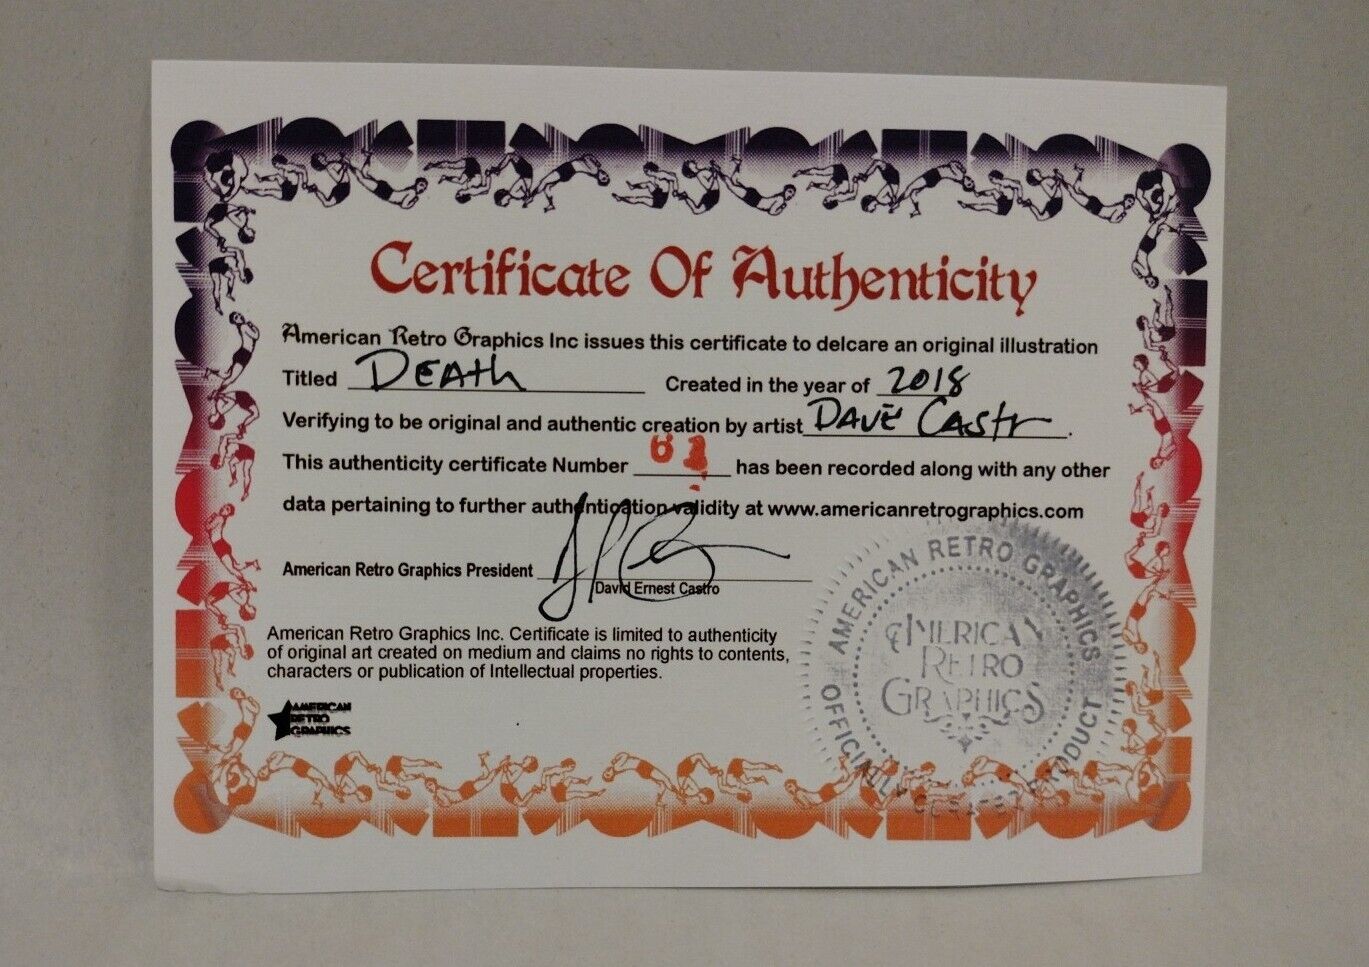 Certificate Of Authenticity
American Retro Graphics Inc issues this certificate to delcare an original illustration
Titled DEAth Created in the year of 2018
Verifying to be original and authentic creation by artist DAVE CAStr.
This authenticity certificate Number has been recorded along with any other
data pertaining to further authentication validity at www.americanretrographics.com
American Retro Graphics President
David Ernest Castro
American Retro Graphics Inc. Certificate is limited to authenticity
of original art created on medium and claims no rights to contents,
characters or publication of Intellectual properties.
AMERICAN
RETRO
GRAPHICS
AMERICAN RETRO GRAPHICS
AMERICAN
RETRO
GRAPHICS
OFFICIALLY CREATED PRODUCT